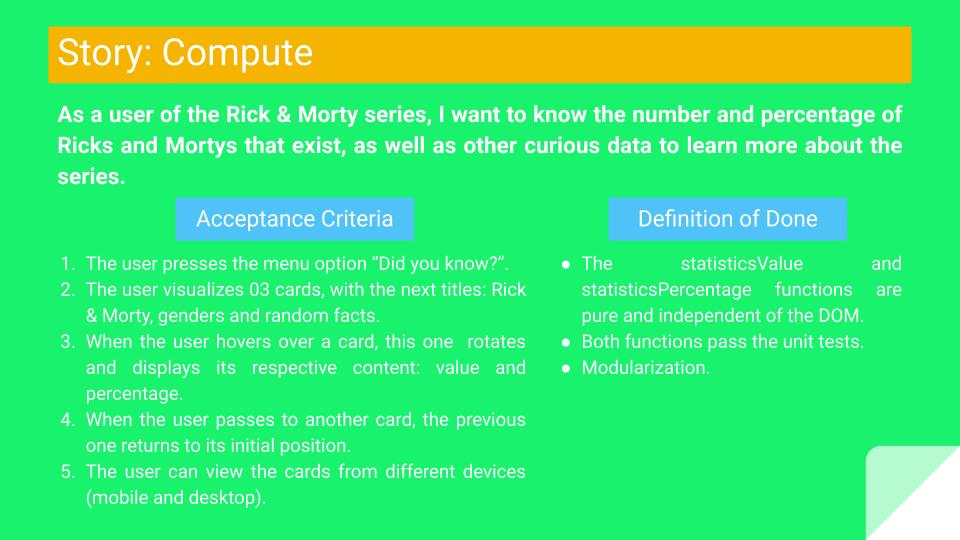 Story: Compute
As a user of the Rick & Morty series, I want to know the number and percentage of
Ricks and Mortys that exist, as well as other curious data to learn more about the
series.
Acceptance Criteria
1. The user presses the menu option “Did you know?”.
2. The user visualizes 03 cards, with the next titles: Rick
& Morty, genders and random facts.
3. When the user hovers over a card, this one rotates
and displays its respective content: value and
percentage.
4. When the user passes to another card, the previous
one returns to its initial position.
5. The user can view the cards from different devices
(mobile and desktop).
Definition of Done
● The statisticsValue and
statisticsPercentage functions are
pure and independent of the DOM.
● Both functions pass the unit tests.
● Modularization.